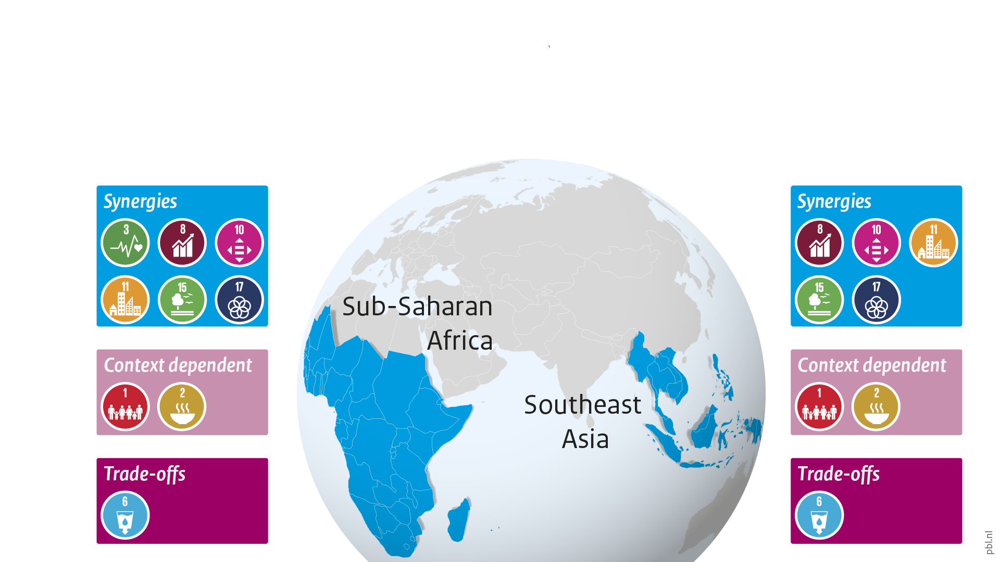 Synergies
3 8 10
11 15 17
Context dependent
1 2
Trade-offs
6
Sub-Saharan
Africa
Southeast
Asia
Synergies
8 10 11
15 17
Context dependent
1 2
Trade-offs
6
pbl.nl